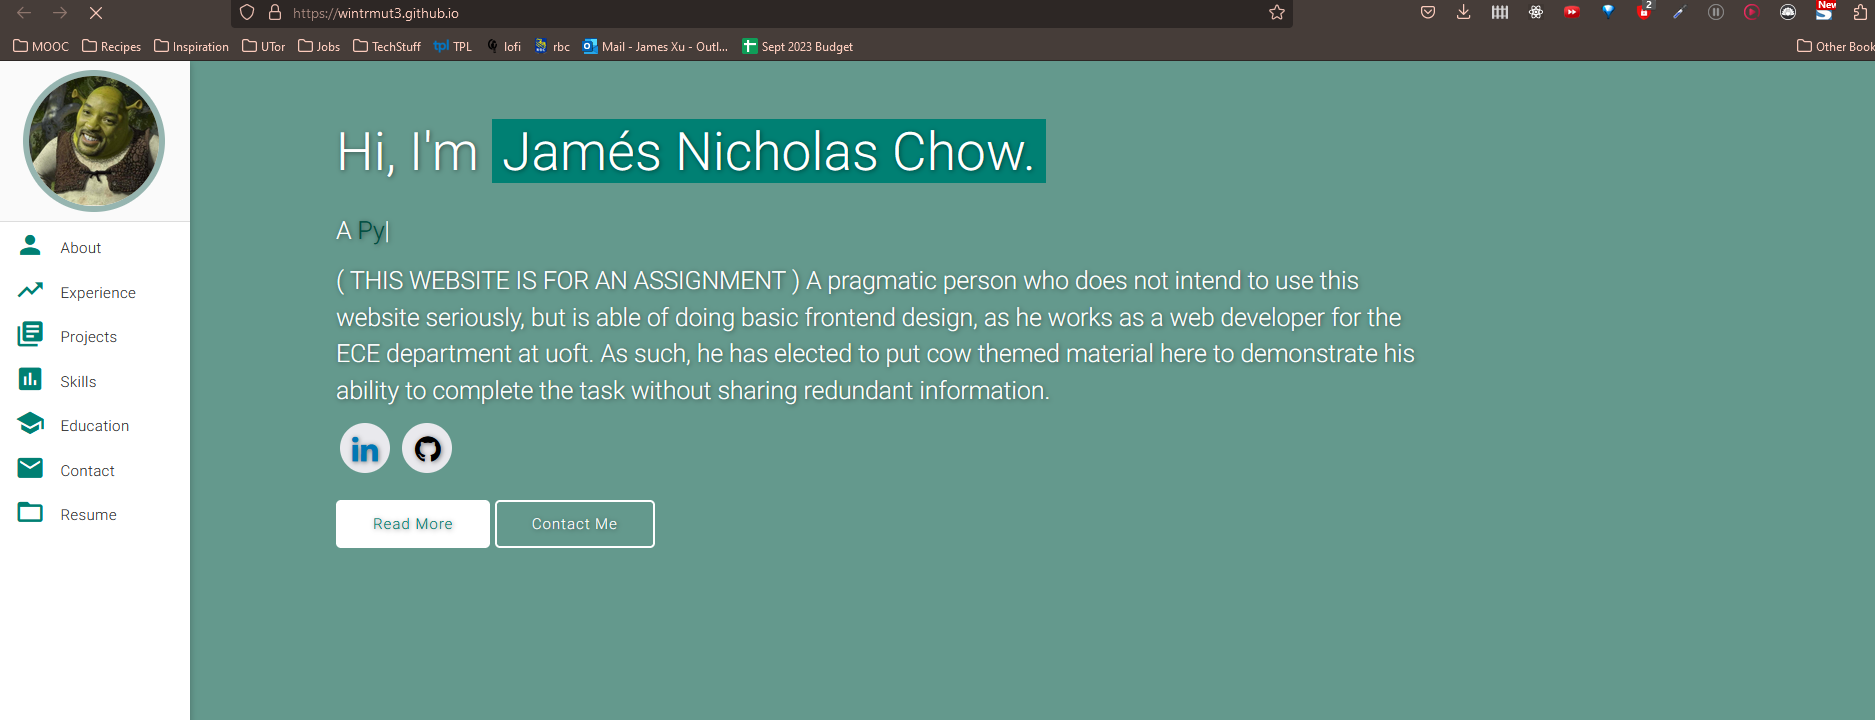 https://wintrmut3.github.io
2
New
MOOC Recipes Inspiration UTor Jobs TechStuff tpl TPL lofi rbc Mail - James Xu - Outl... Sept 2023 Budget Other Book
Hi, I'm Jamés Nicholas Chow.
A Py|
( THIS WEBSITE IS FOR AN ASSIGNMENT ) A pragmatic person who does not intend to use this
website seriously, but is able of doing basic frontend design, as he works as a web developer for the
ECE department at uoft. As such, he has elected to put cow themed material here to demonstrate his
ability to complete the task without sharing redundant information.
in
Read More Contact Me
About
Experience
Projects
Skills
Education
Contact
Resume